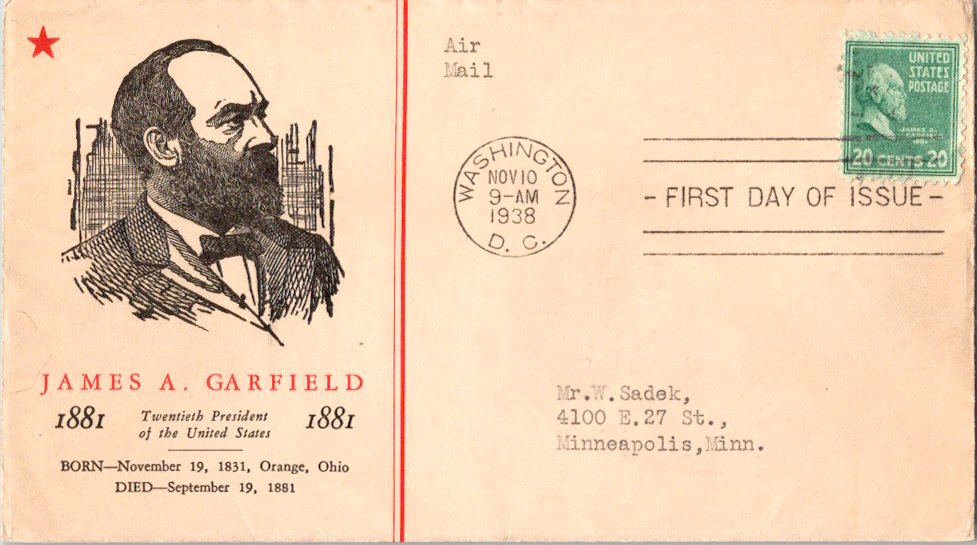 Air
Mail
UNITED
STATES
POSTAGE
JAMES A.
GARFIELD
1881
20 CENTS 20
WASHINGTON
NOV10
9-AM
1938
D. C.
- FIRST DAY OF ISSUE -
JAMES A. GARFIELD
1881 Twentieth President 1881
of the United States
BORN—November 19, 1831, Orange, Ohio
DIED—September 19, 1881
Mr.W.Sadek,
4100 E.27 St.,
Minneapolis,Minn.